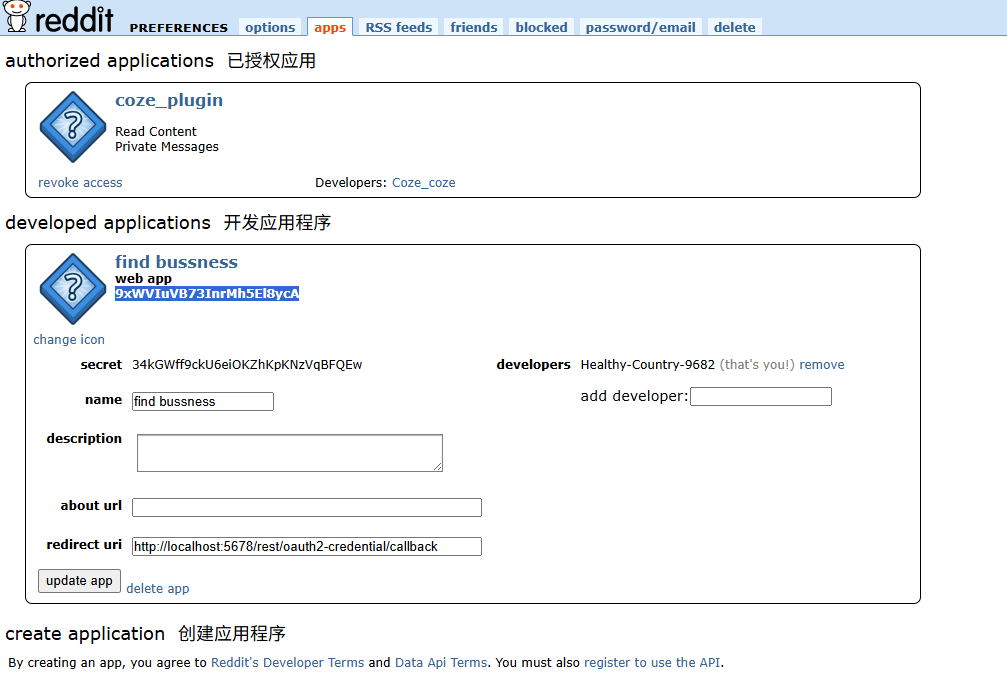 reddit PREFERENCES options apps RSS feeds friends blocked password/email delete
authorized applications 已授权应用
coze_plugin
Read Content
Private Messages
revoke access Developers: Coze_coze
developed applications 开发应用程序
find bussness
web app
9xWVIuVB73InrMh5El8ycA
change icon
secret 34kGWff9ckU6eiOKZhKpKNzVqBFQEw developers Healthy-Country-9682 (that's you!) remove
name find bussness add developer:
description
about url
redirect uri http://localhost:5678/rest/oauth2-credential/callback
update app delete app
create application 创建应用程序
By creating an app, you agree to Reddit's Developer Terms and Data Api Terms. You must also register to use the API.